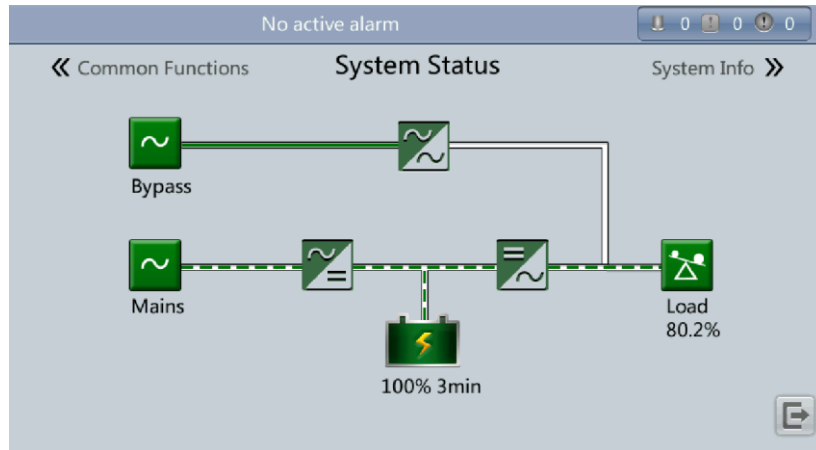 No active alarm
0 0 0
Common Functions System Status System Info
Bypass
Mains
Load
80.2%
100% 3min